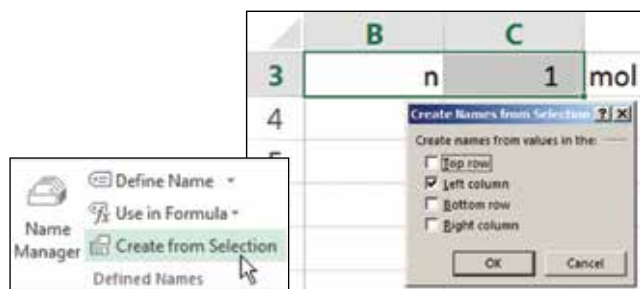 B C
3 n 1 mol
4
Create Names from Selection ? X
Create names from values in the:
Top row
Left column
Bottom row
Right column
OK Cancel
Define Name
fx Use in Formula
Create from Selection
Name
Manager
Defined Names